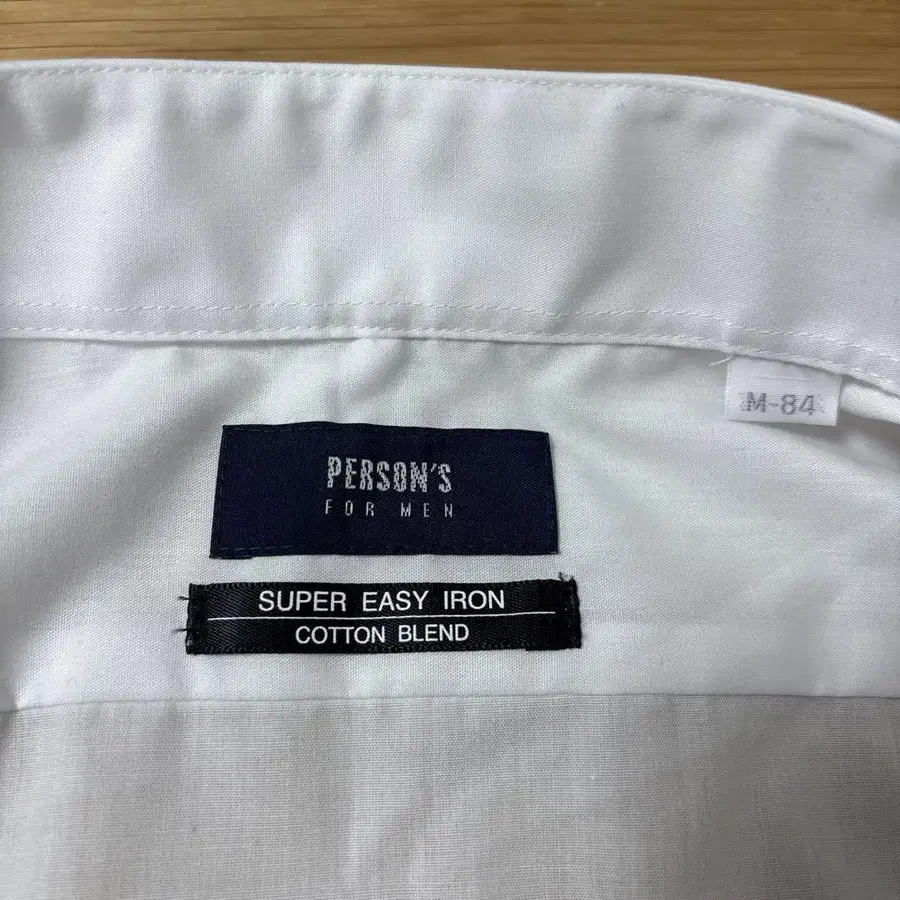 M-84
PERSON'S
FOR MEN
SUPER EASY IRON
COTTON BLEND